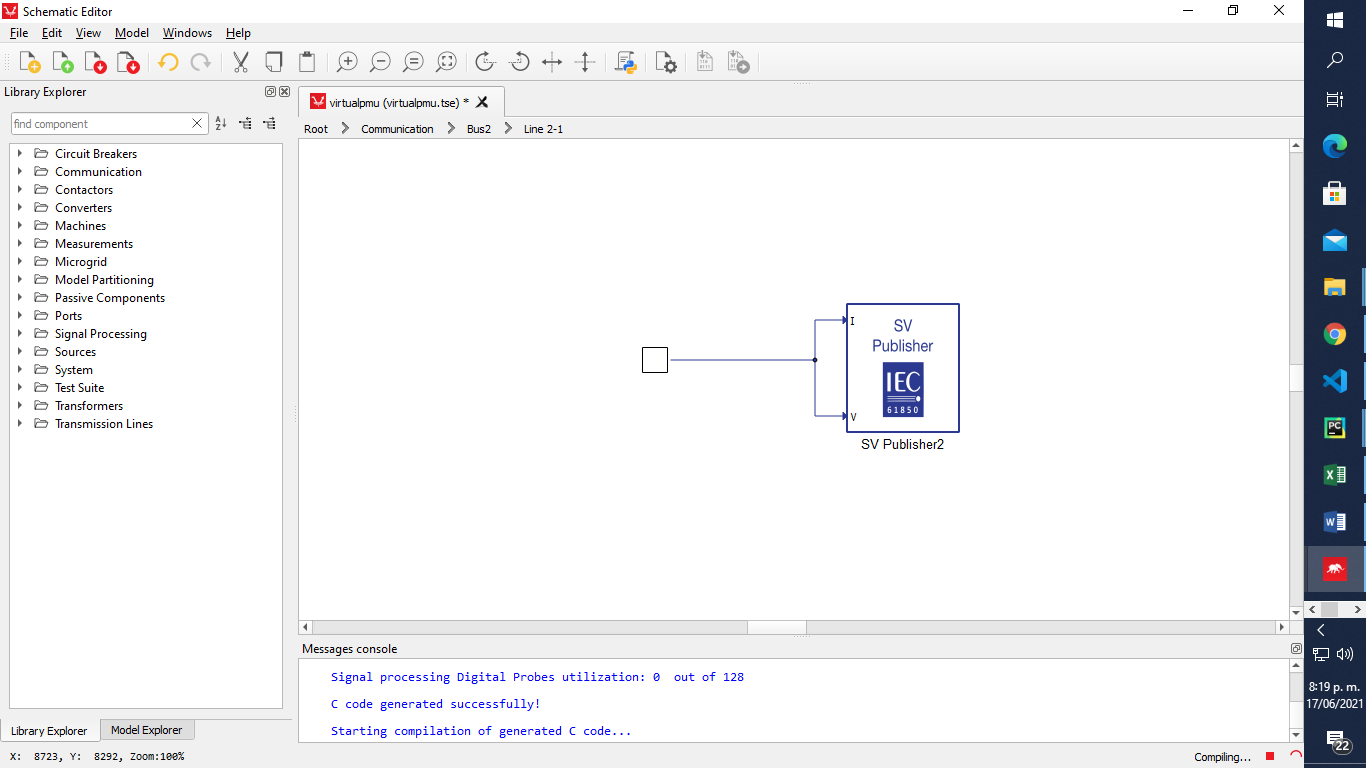 Schematic Editor
File Edit View Model Windows Help
Library Explorer
find component
A
Z
Circuit Breakers
Communication
Contactors
Converters
Machines
Measurements
Microgrid
Model Partitioning
Passive Components
Ports
Signal Processing
Sources
System
Test Suite
Transformers
Transmission Lines
Library Explorer
Model Explorer
virtualpmu (virtualpmu.tse) *
Root
Communication
Bus2
Line 2-1
I
V
SV
Publisher
IEC
61850
SV Publisher2
Messages console
Signal processing Digital Probes utilization: 0 out of 128
C code generated successfully!
Starting compilation of generated C code...
X: 8723, Y: 8292, Zoom:100%
Compiling...
PC
X
W
8:19 p. m.
17/06/2021
22